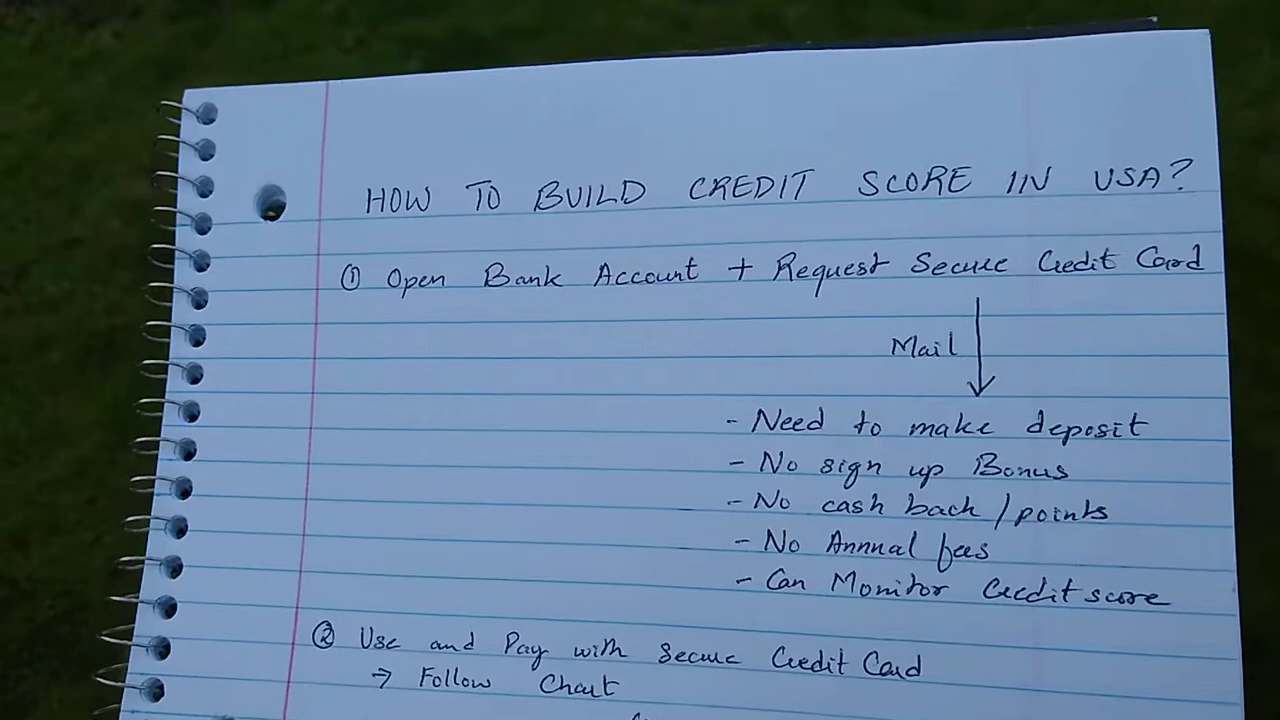 HOW TO BUILD CREDIT SCORE IN USA?
① Open Bank Account + Request Secure Credit Card
Mail
- Need to make deposit
- No sign up Bonus
- No cash back / points
- No Annual fees
- Can Monitor Credit score
② Use and Pay with Secure Credit Card
→ Follow Chart